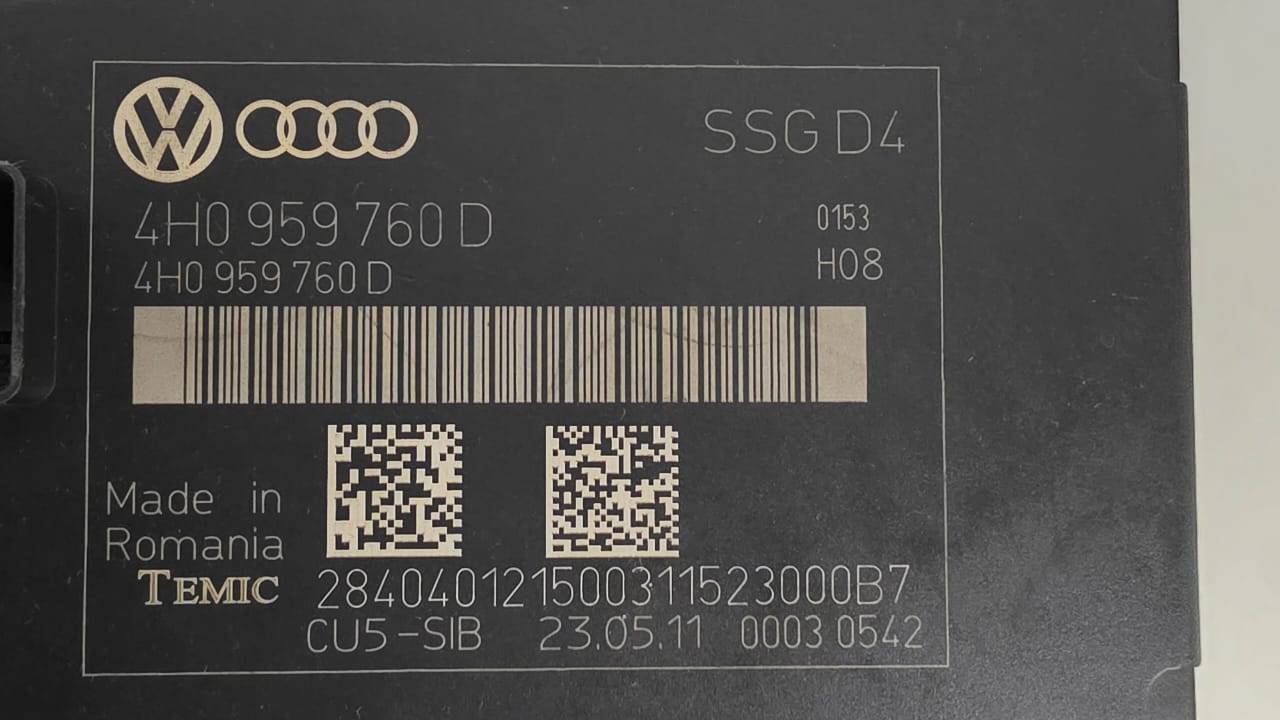 SSG D4
4H0 959 760 D
0153
4H0 959 760 D
H08
Made in
Romania
TEMIC
284040121500311523000B7
CU5-SIB 23.05.11 0003 0542